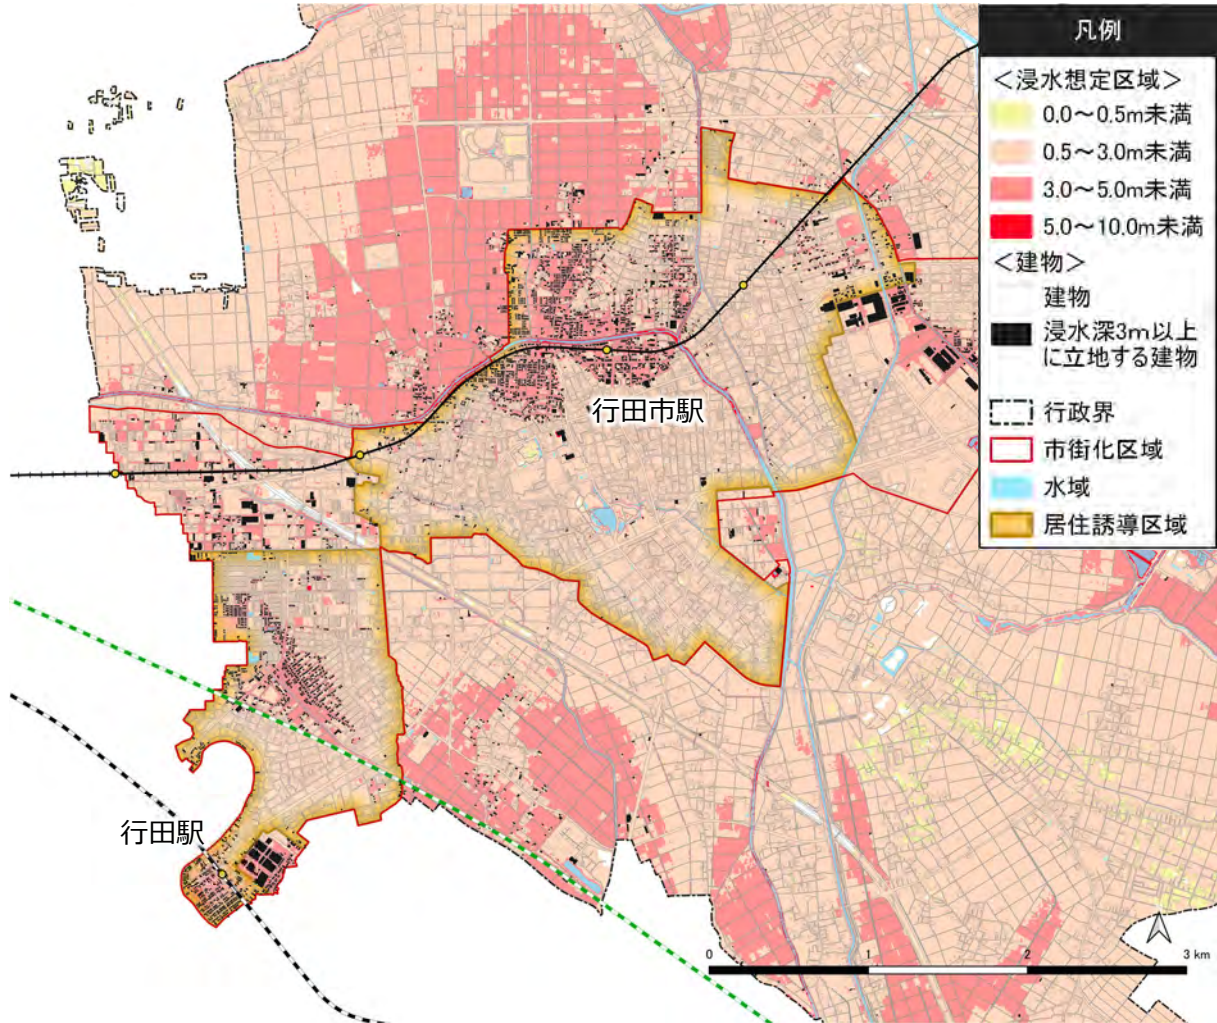 凡例
＜浸水想定区域＞
0.0～0.5m未満
0.5～3.0m未満
3.0～5.0m未満
5.0～10.0m未満
＜建物＞
建物
浸水深3m以上
に立地する建物
行政界
市街化区域
水域
居住誘導区域
行田市駅
行田駅
0 1 2 3 km